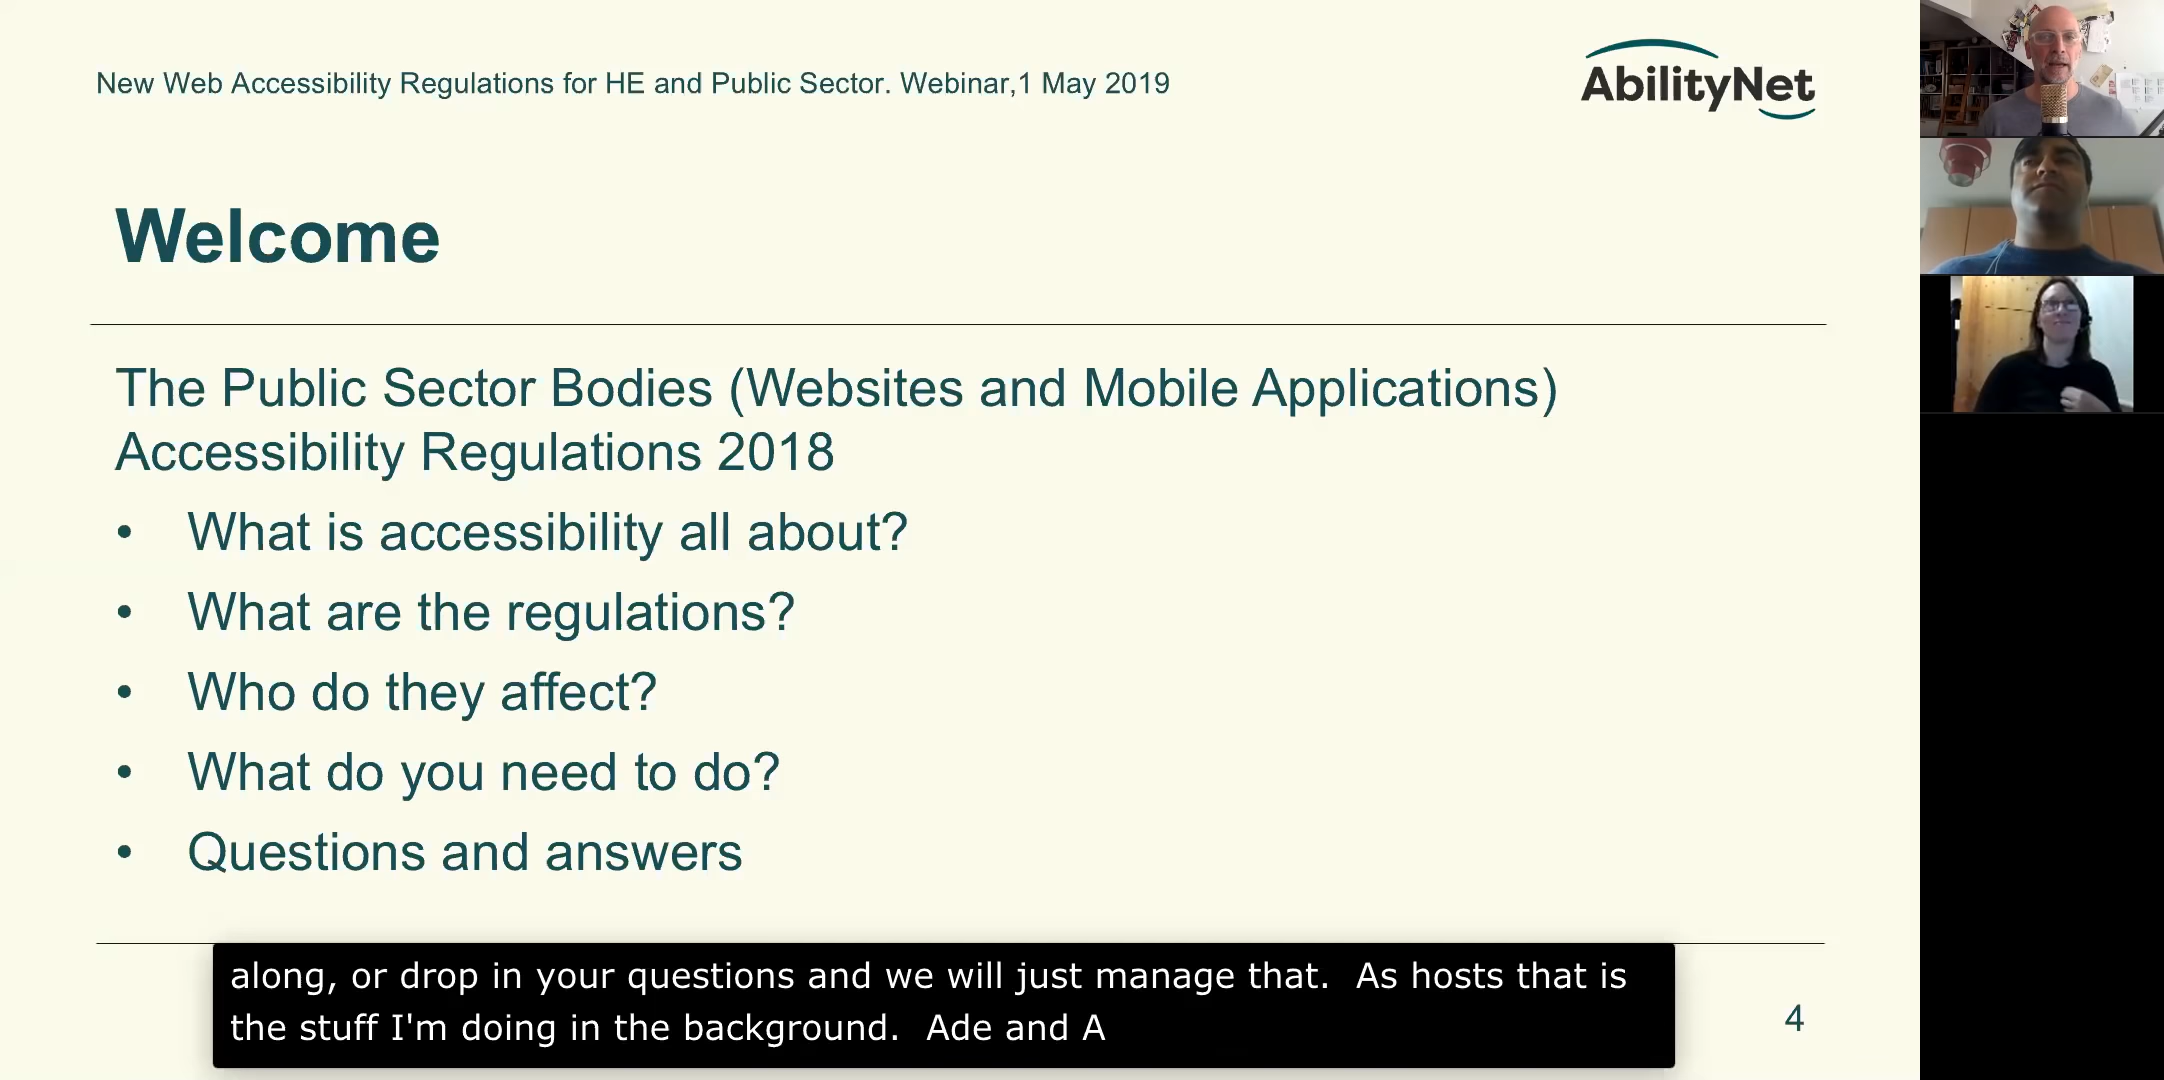 New Web Accessibility Regulations for HE and Public Sector. Webinar,1 May 2019
AbilityNet
Welcome
The Public Sector Bodies (Websites and Mobile Applications)
Accessibility Regulations 2018
• What is accessibility all about?
• What are the regulations?
• Who do they affect?
• What do you need to do?
• Questions and answers
along, or drop in your questions and we will just manage that.  As hosts that is
the stuff I'm doing in the background.  Ade and A
4